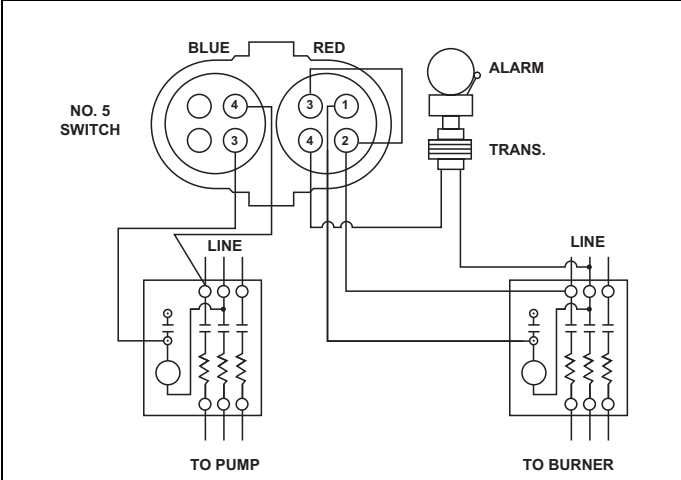 BLUE RED
ALARM
NO. 5
SWITCH
4 3 1
3 4 2
TRANS.
LINE LINE
TO PUMP TO BURNER